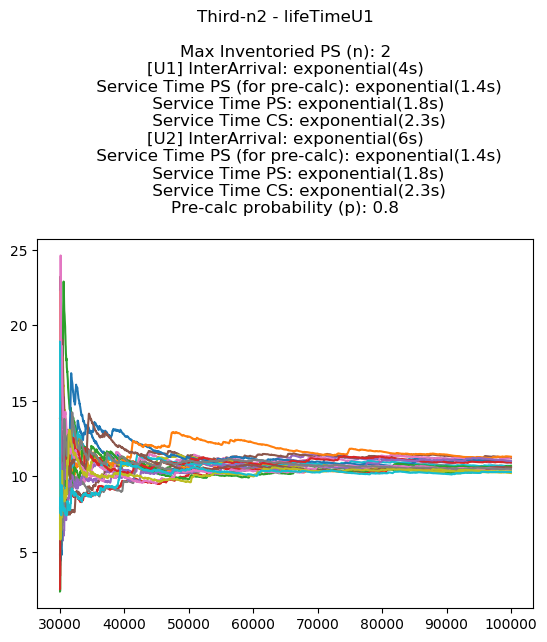 Third-n2 - lifeTimeU1
Max Inventoried PS (n): 2
[U1] InterArrival: exponential(4s)
Service Time PS (for pre-calc): exponential(1.4s)
Service Time PS: exponential(1.8s)
Service Time CS: exponential(2.3s)
[U2] InterArrival: exponential(6s)
Service Time PS (for pre-calc): exponential(1.4s)
Service Time PS: exponential(1.8s)
Service Time CS: exponential(2.3s)
Pre-calc probability (p): 0.8
25
20
15
10
5
30000 40000 50000 60000 70000 80000 90000 100000